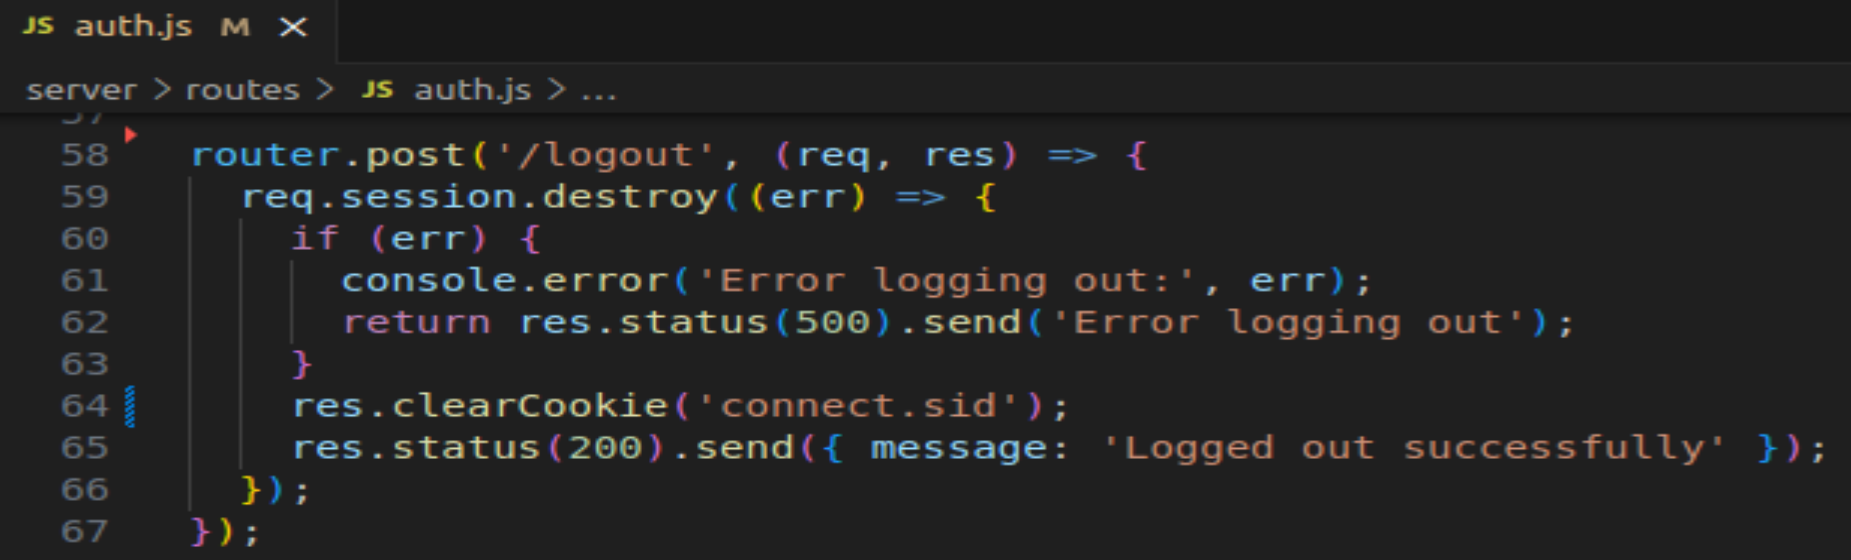 JS auth.js M ×
server > routes > JS auth.js > ...
57
58 router.post('/logout', (req, res) => {
59   req.session.destroy((err) => {
60     if (err) {
61       console.error('Error logging out:', err);
62       return res.status(500).send('Error logging out');
63     }
64     res.clearCookie('connect.sid');
65     res.status(200).send({ message: 'Logged out successfully' });
66   });
67 });